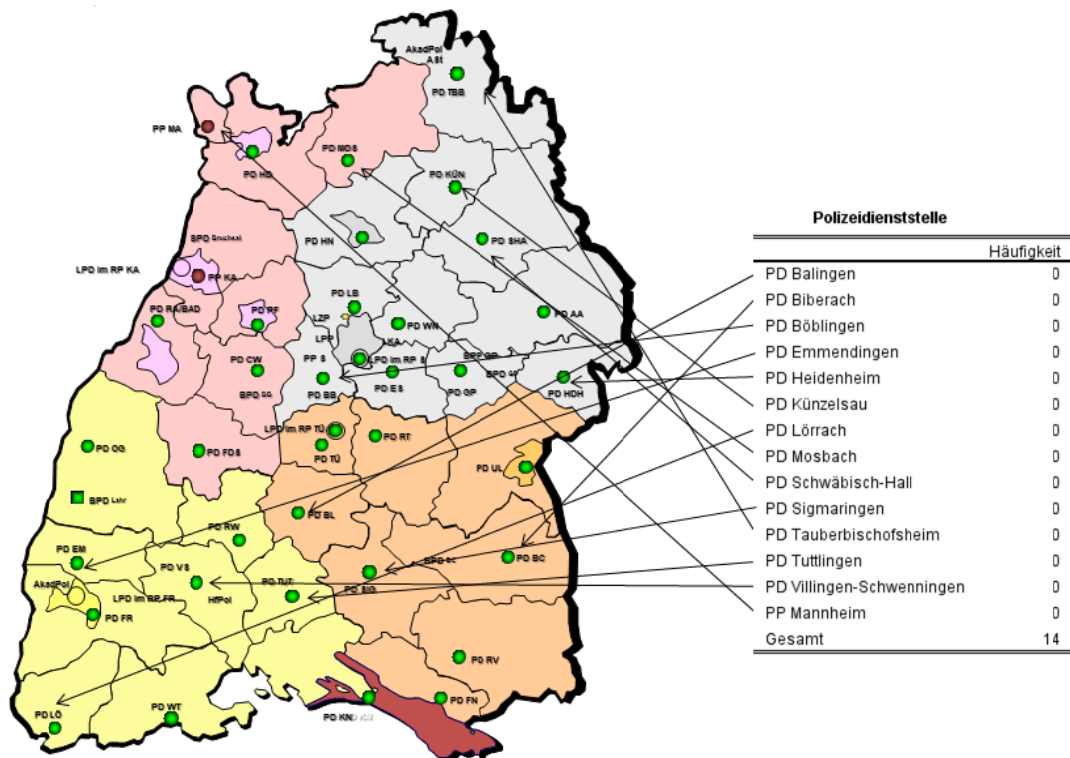 AkadPol
ASt
PD TBB
PP MA
PD HD
PD MOS
PD KÜN
PD HN
PD SHA
BPD Bruchsal
LPD im RP KA
PP KA
PD RA/BAD
PD PF
PD LB
LZP
PD WN
PD AA
LPP
LKA
PP S
LPD im RP S
PD CW
BPD GP
BPD GP
PD BB
PD ES
PD GP
PD HDH
LPD im RP TÜ
PD RT
PD TÜ
PD OG
PD FDS
PD UL
BPD Lahr
PD BL
PD RW
PD EM
PD VS
BPD BC
PD BC
AkadPol
LPD im RP FR
HfPol
PD TUT
PD SIG
PD FR
PD RV
PD LÖ
PD WT
PD KN
PD FN
Polizeidienststelle
Häufigkeit
PD Balingen 0
PD Biberach 0
PD Böblingen 0
PD Emmendingen 0
PD Heidenheim 0
PD Künzelsau 0
PD Lörrach 0
PD Mosbach 0
PD Schwäbisch-Hall 0
PD Sigmaringen 0
PD Tauberbischofsheim 0
PD Tuttlingen 0
PD Villingen-Schwenningen 0
PP Mannheim 0
Gesamt 14